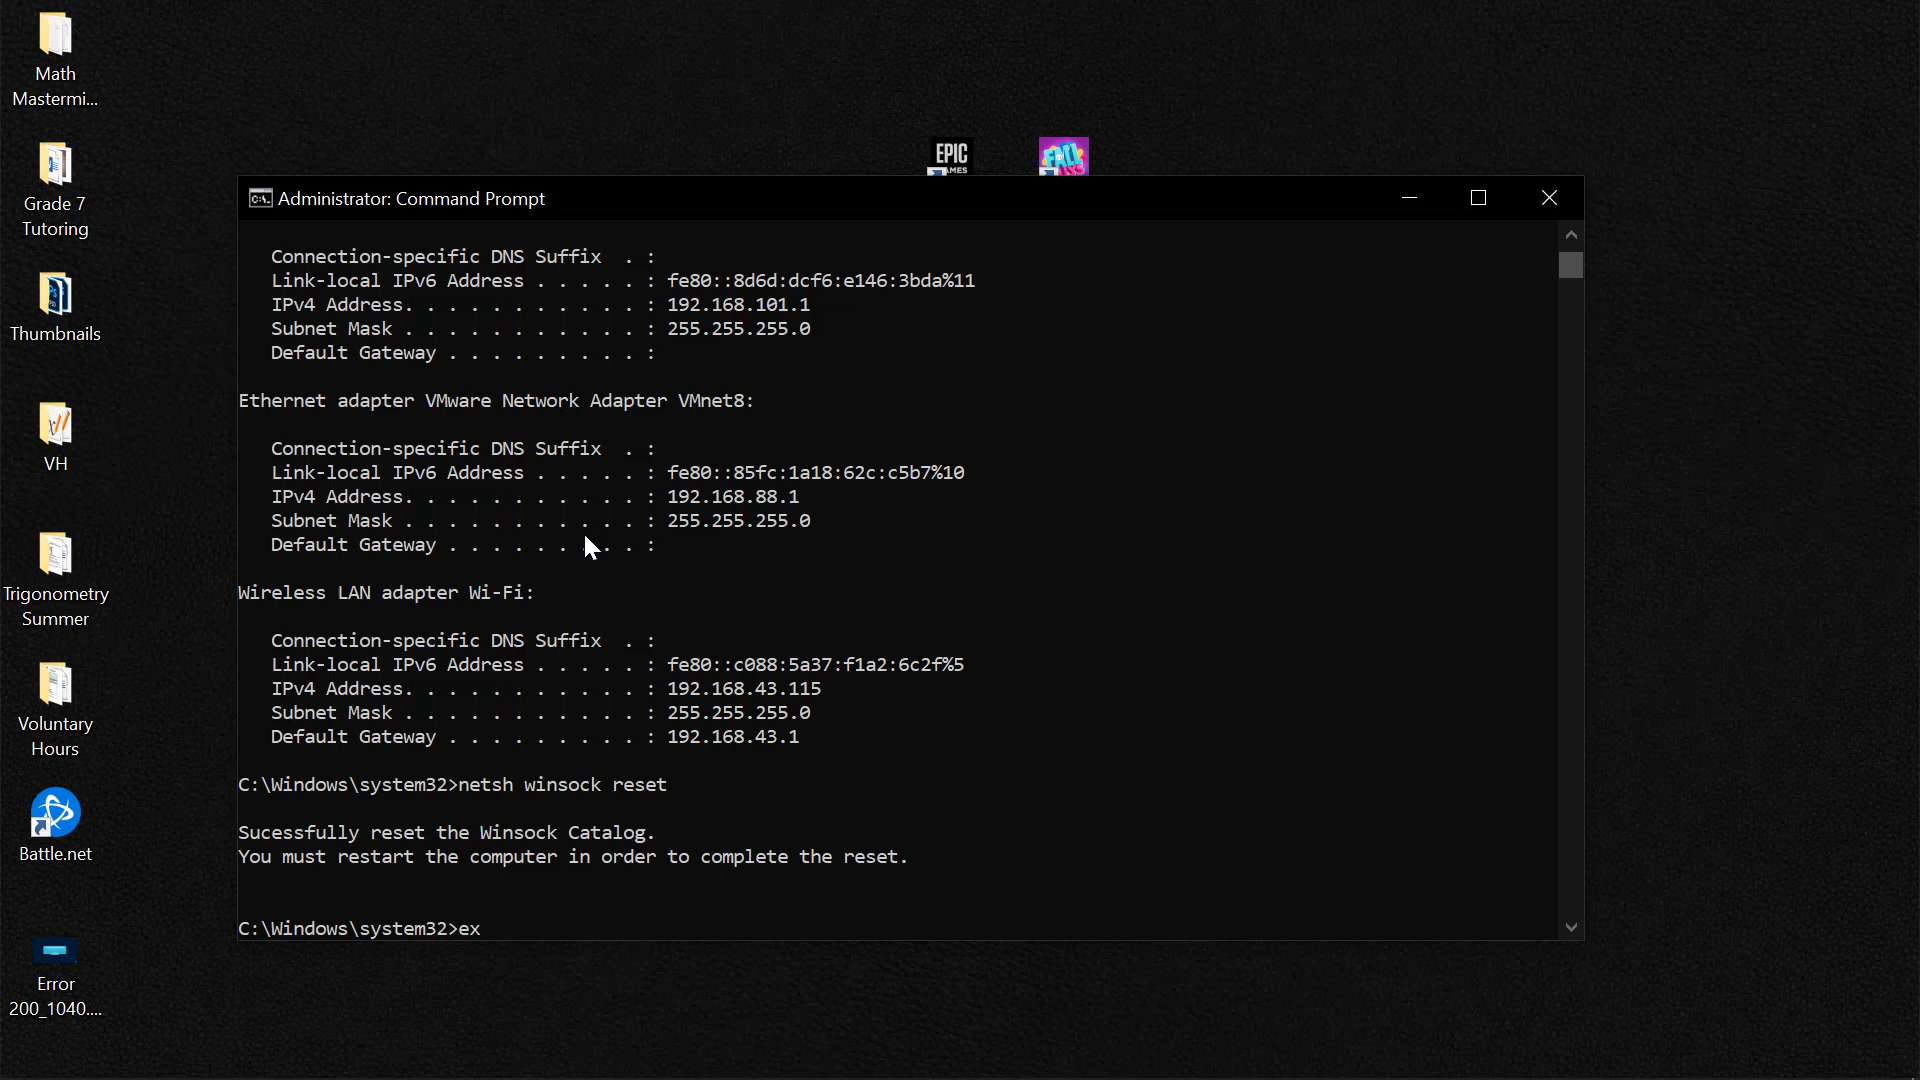 Math
Mastermi...
Grade 7
Tutoring
Thumbnails
VH
Trigonometry
Summer
Voluntary
Hours
Battle.net
Error
200_1040....
EPIC
GAMES
FALL
Administrator: Command Prompt
Connection-specific DNS Suffix  . :
Link-local IPv6 Address . . . . . : fe80::8d6d:dcf6:e146:3bda%11
IPv4 Address. . . . . . . . . . . : 192.168.101.1
Subnet Mask . . . . . . . . . . . : 255.255.255.0
Default Gateway . . . . . . . . . :
Ethernet adapter VMware Network Adapter VMnet8:
Connection-specific DNS Suffix  . :
Link-local IPv6 Address . . . . . : fe80::85fc:1a18:62c:c5b7%10
IPv4 Address. . . . . . . . . . . : 192.168.88.1
Subnet Mask . . . . . . . . . . . : 255.255.255.0
Default Gateway . . . . . . . . . :
Wireless LAN adapter Wi-Fi:
Connection-specific DNS Suffix  . :
Link-local IPv6 Address . . . . . : fe80::c088:5a37:f1a2:6c2f%5
IPv4 Address. . . . . . . . . . . : 192.168.43.115
Subnet Mask . . . . . . . . . . . : 255.255.255.0
Default Gateway . . . . . . . . . : 192.168.43.1
C:\Windows\system32>netsh winsock reset
Sucessfully reset the Winsock Catalog.
You must restart the computer in order to complete the reset.
C:\Windows\system32>ex